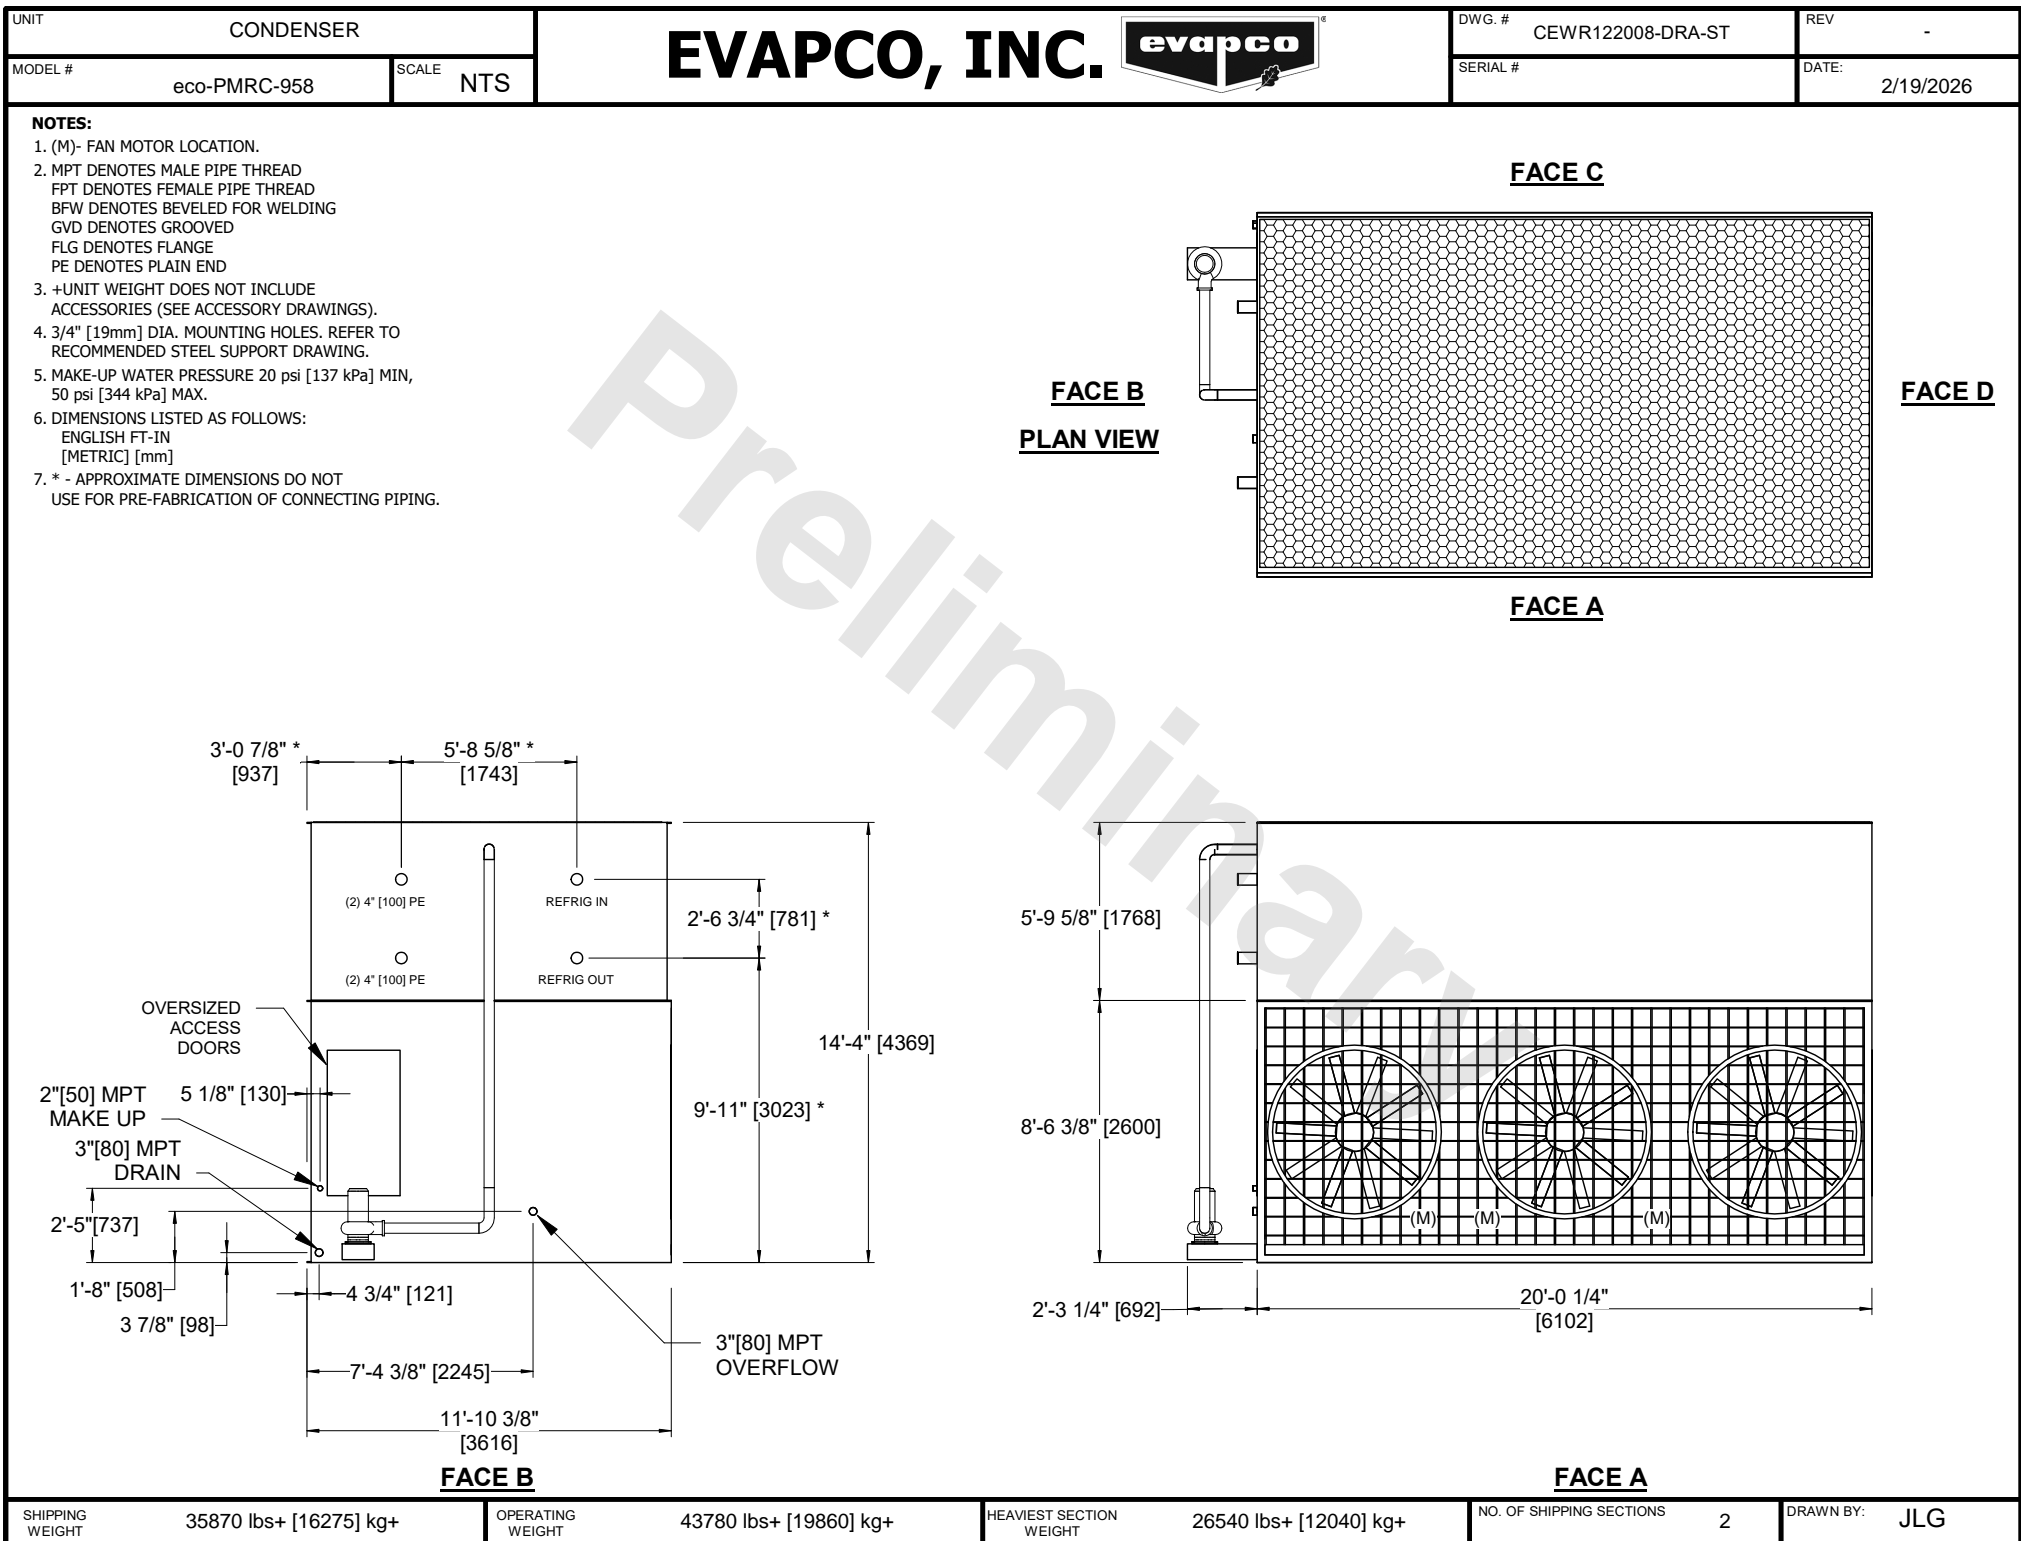 UNIT
CONDENSER
MODEL #
eco-PMRC-958
SCALE
NTS
EVAPCO, INC.
evapco
®
DWG. #
CEWR122008-DRA-ST
REV
-
SERIAL #
DATE:
2/19/2026
NOTES:
1. (M)- FAN MOTOR LOCATION.
2. MPT DENOTES MALE PIPE THREAD
FPT DENOTES FEMALE PIPE THREAD
BFW DENOTES BEVELED FOR WELDING
GVD DENOTES GROOVED
FLG DENOTES FLANGE
PE DENOTES PLAIN END
3. +UNIT WEIGHT DOES NOT INCLUDE
ACCESSORIES (SEE ACCESSORY DRAWINGS).
4. 3/4" [19mm] DIA. MOUNTING HOLES. REFER TO
RECOMMENDED STEEL SUPPORT DRAWING.
5. MAKE-UP WATER PRESSURE 20 psi [137 kPa] MIN,
50 psi [344 kPa] MAX.
6. DIMENSIONS LISTED AS FOLLOWS:
ENGLISH FT-IN
[METRIC] [mm]
7. * - APPROXIMATE DIMENSIONS DO NOT
USE FOR PRE-FABRICATION OF CONNECTING PIPING.
Preliminary
FACE C
FACE B
PLAN VIEW
FACE D
FACE A
3'-0 7/8" *
[937]
5'-8 5/8" *
[1743]
(2) 4" [100] PE
REFRIG IN
2'-6 3/4" [781] *
(2) 4" [100] PE
REFRIG OUT
OVERSIZED
ACCESS
DOORS
14'-4" [4369]
2"[50] MPT
MAKE UP
5 1/8" [130]
9'-11" [3023] *
3"[80] MPT
DRAIN
2'-5"[737]
1'-8" [508]
4 3/4" [121]
3 7/8" [98]
3"[80] MPT
OVERFLOW
7'-4 3/8" [2245]
11'-10 3/8"
[3616]
FACE B
5'-9 5/8" [1768]
8'-6 3/8" [2600]
(M)
(M)
(M)
2'-3 1/4" [692]
20'-0 1/4"
[6102]
FACE A
SHIPPING
WEIGHT
35870 lbs+ [16275] kg+
OPERATING
WEIGHT
43780 lbs+ [19860] kg+
HEAVIEST SECTION
WEIGHT
26540 lbs+ [12040] kg+
NO. OF SHIPPING SECTIONS
2
DRAWN BY:
JLG